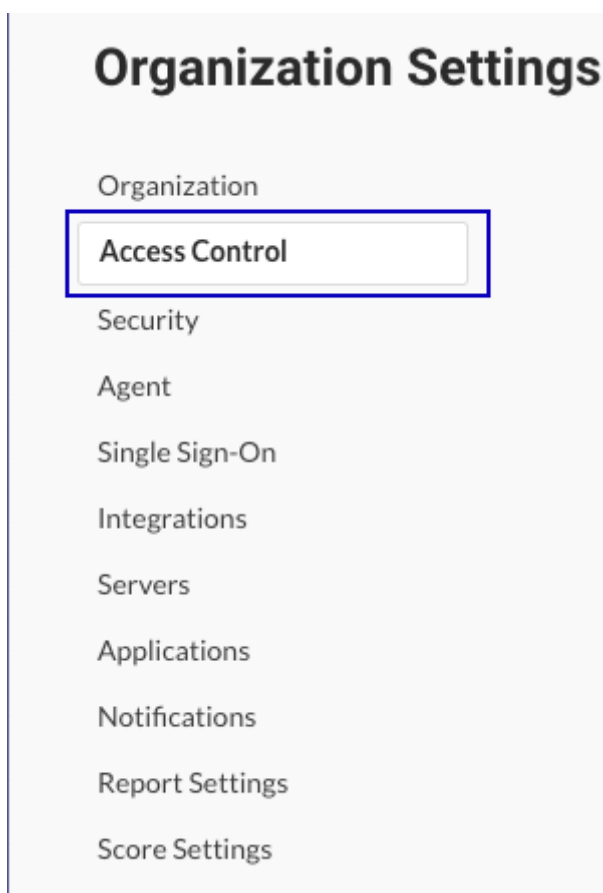 Organization Settings
Organization
Access Control
Security
Agent
Single Sign-On
Integrations
Servers
Applications
Notifications
Report Settings
Score Settings